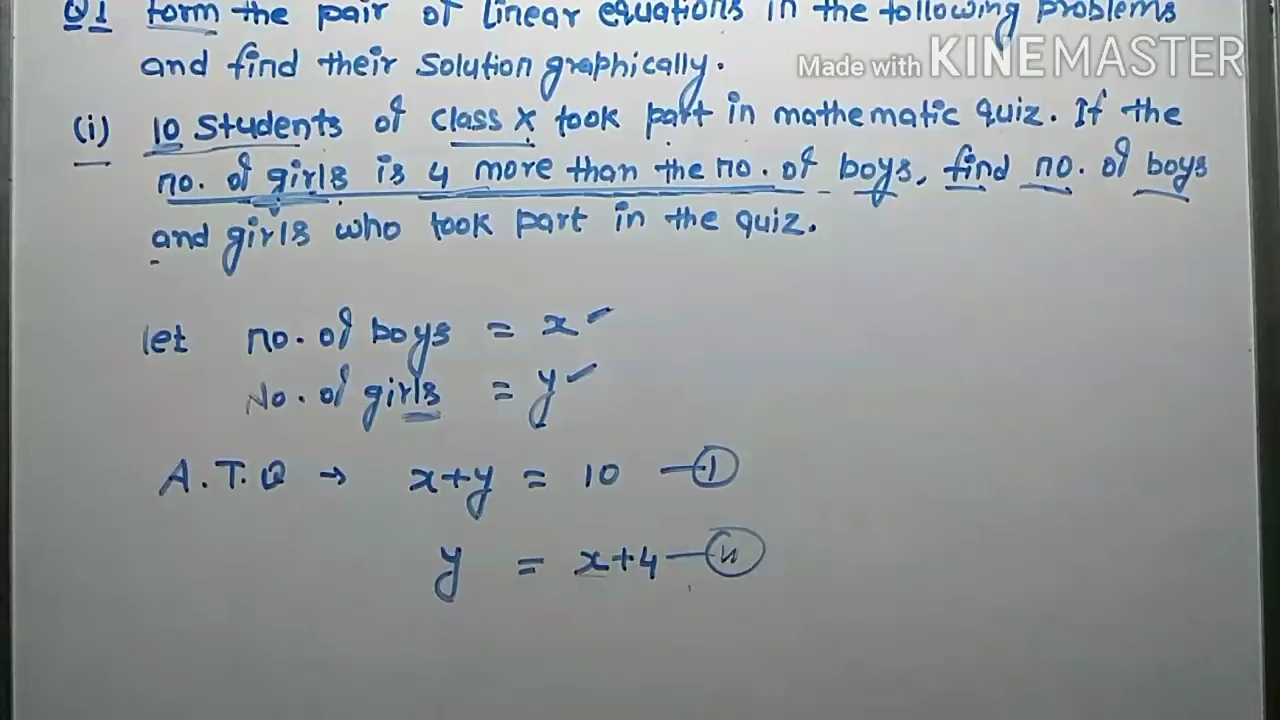 Q1 form the pair of linear equations in the following problems
and find their solution graphically.
Made with KINEMASTER
(i) 10 students of class X took part in mathematic quiz. If the
no. of girls is 4 more than the no. of boys, find no. of boys
and girls who took part in the quiz.
let no. of boys = x
No. of girls = y
A.T.Q → x+y = 10 —(I)
y = x+4 —(II)